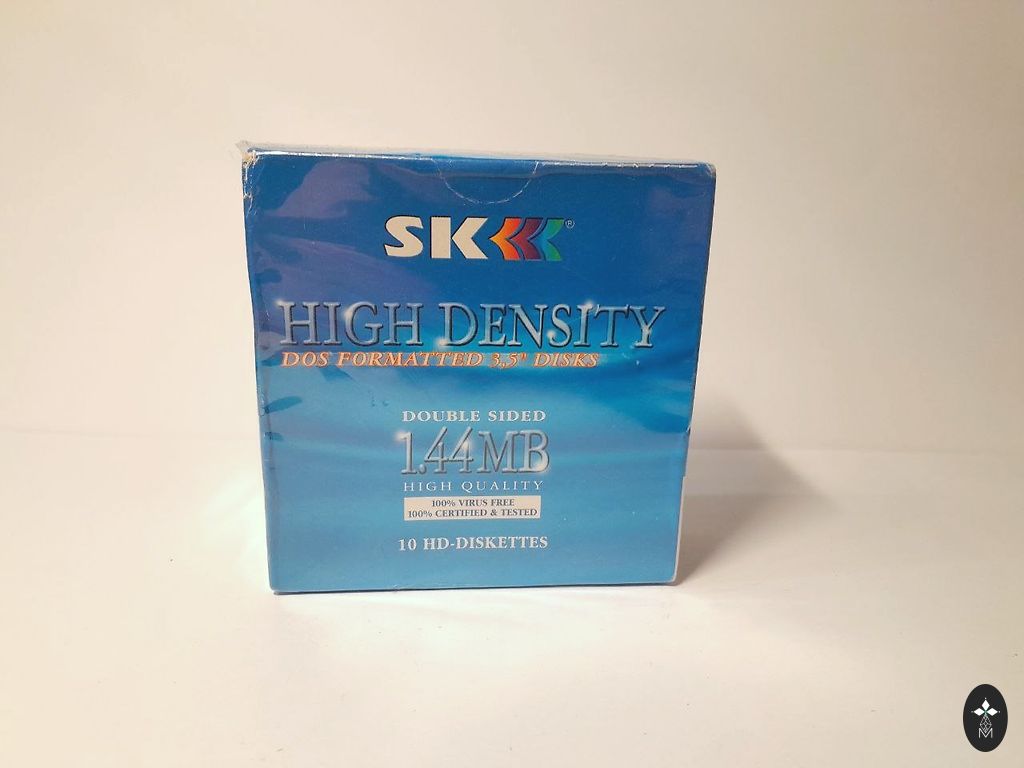 SK®
HIGH DENSITY
DOS FORMATTED 3,5" DISKS
DOUBLE SIDED
1.44MB
HIGH QUALITY
100% VIRUS FREE
100% CERTIFIED & TESTED
10 HD-DISKETTES
M